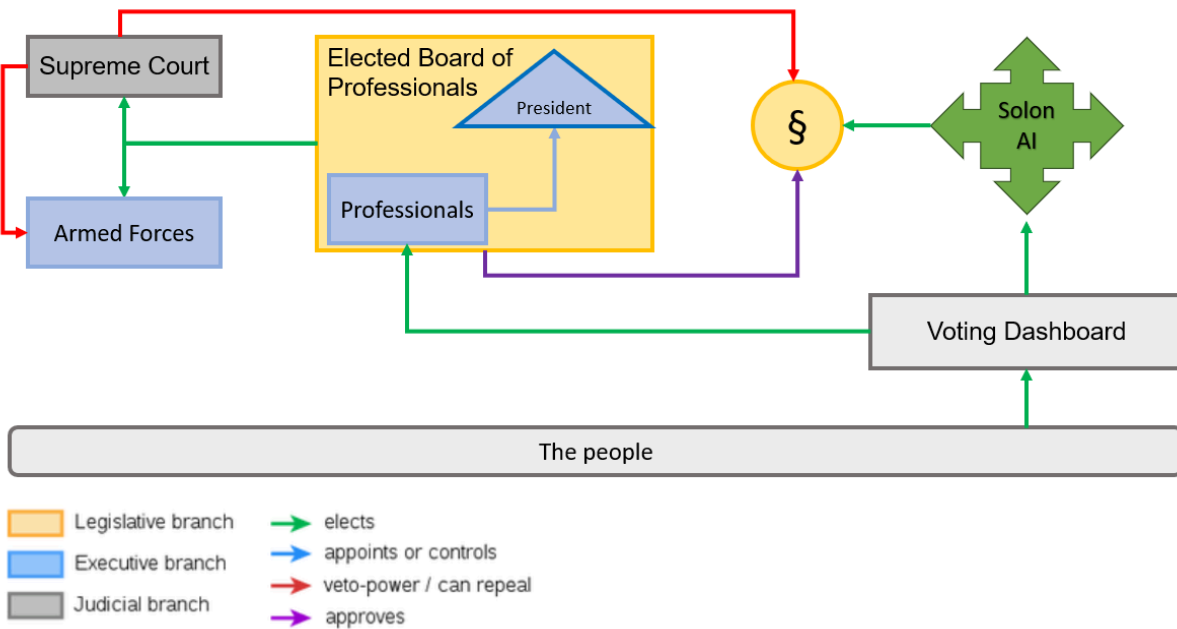 Supreme Court
Elected Board of
Professionals
President
§
Solon
AI
Professionals
Armed Forces
Voting Dashboard
The people
Legislative branch
elects
Executive branch
appoints or controls
Judicial branch
veto-power / can repeal
approves